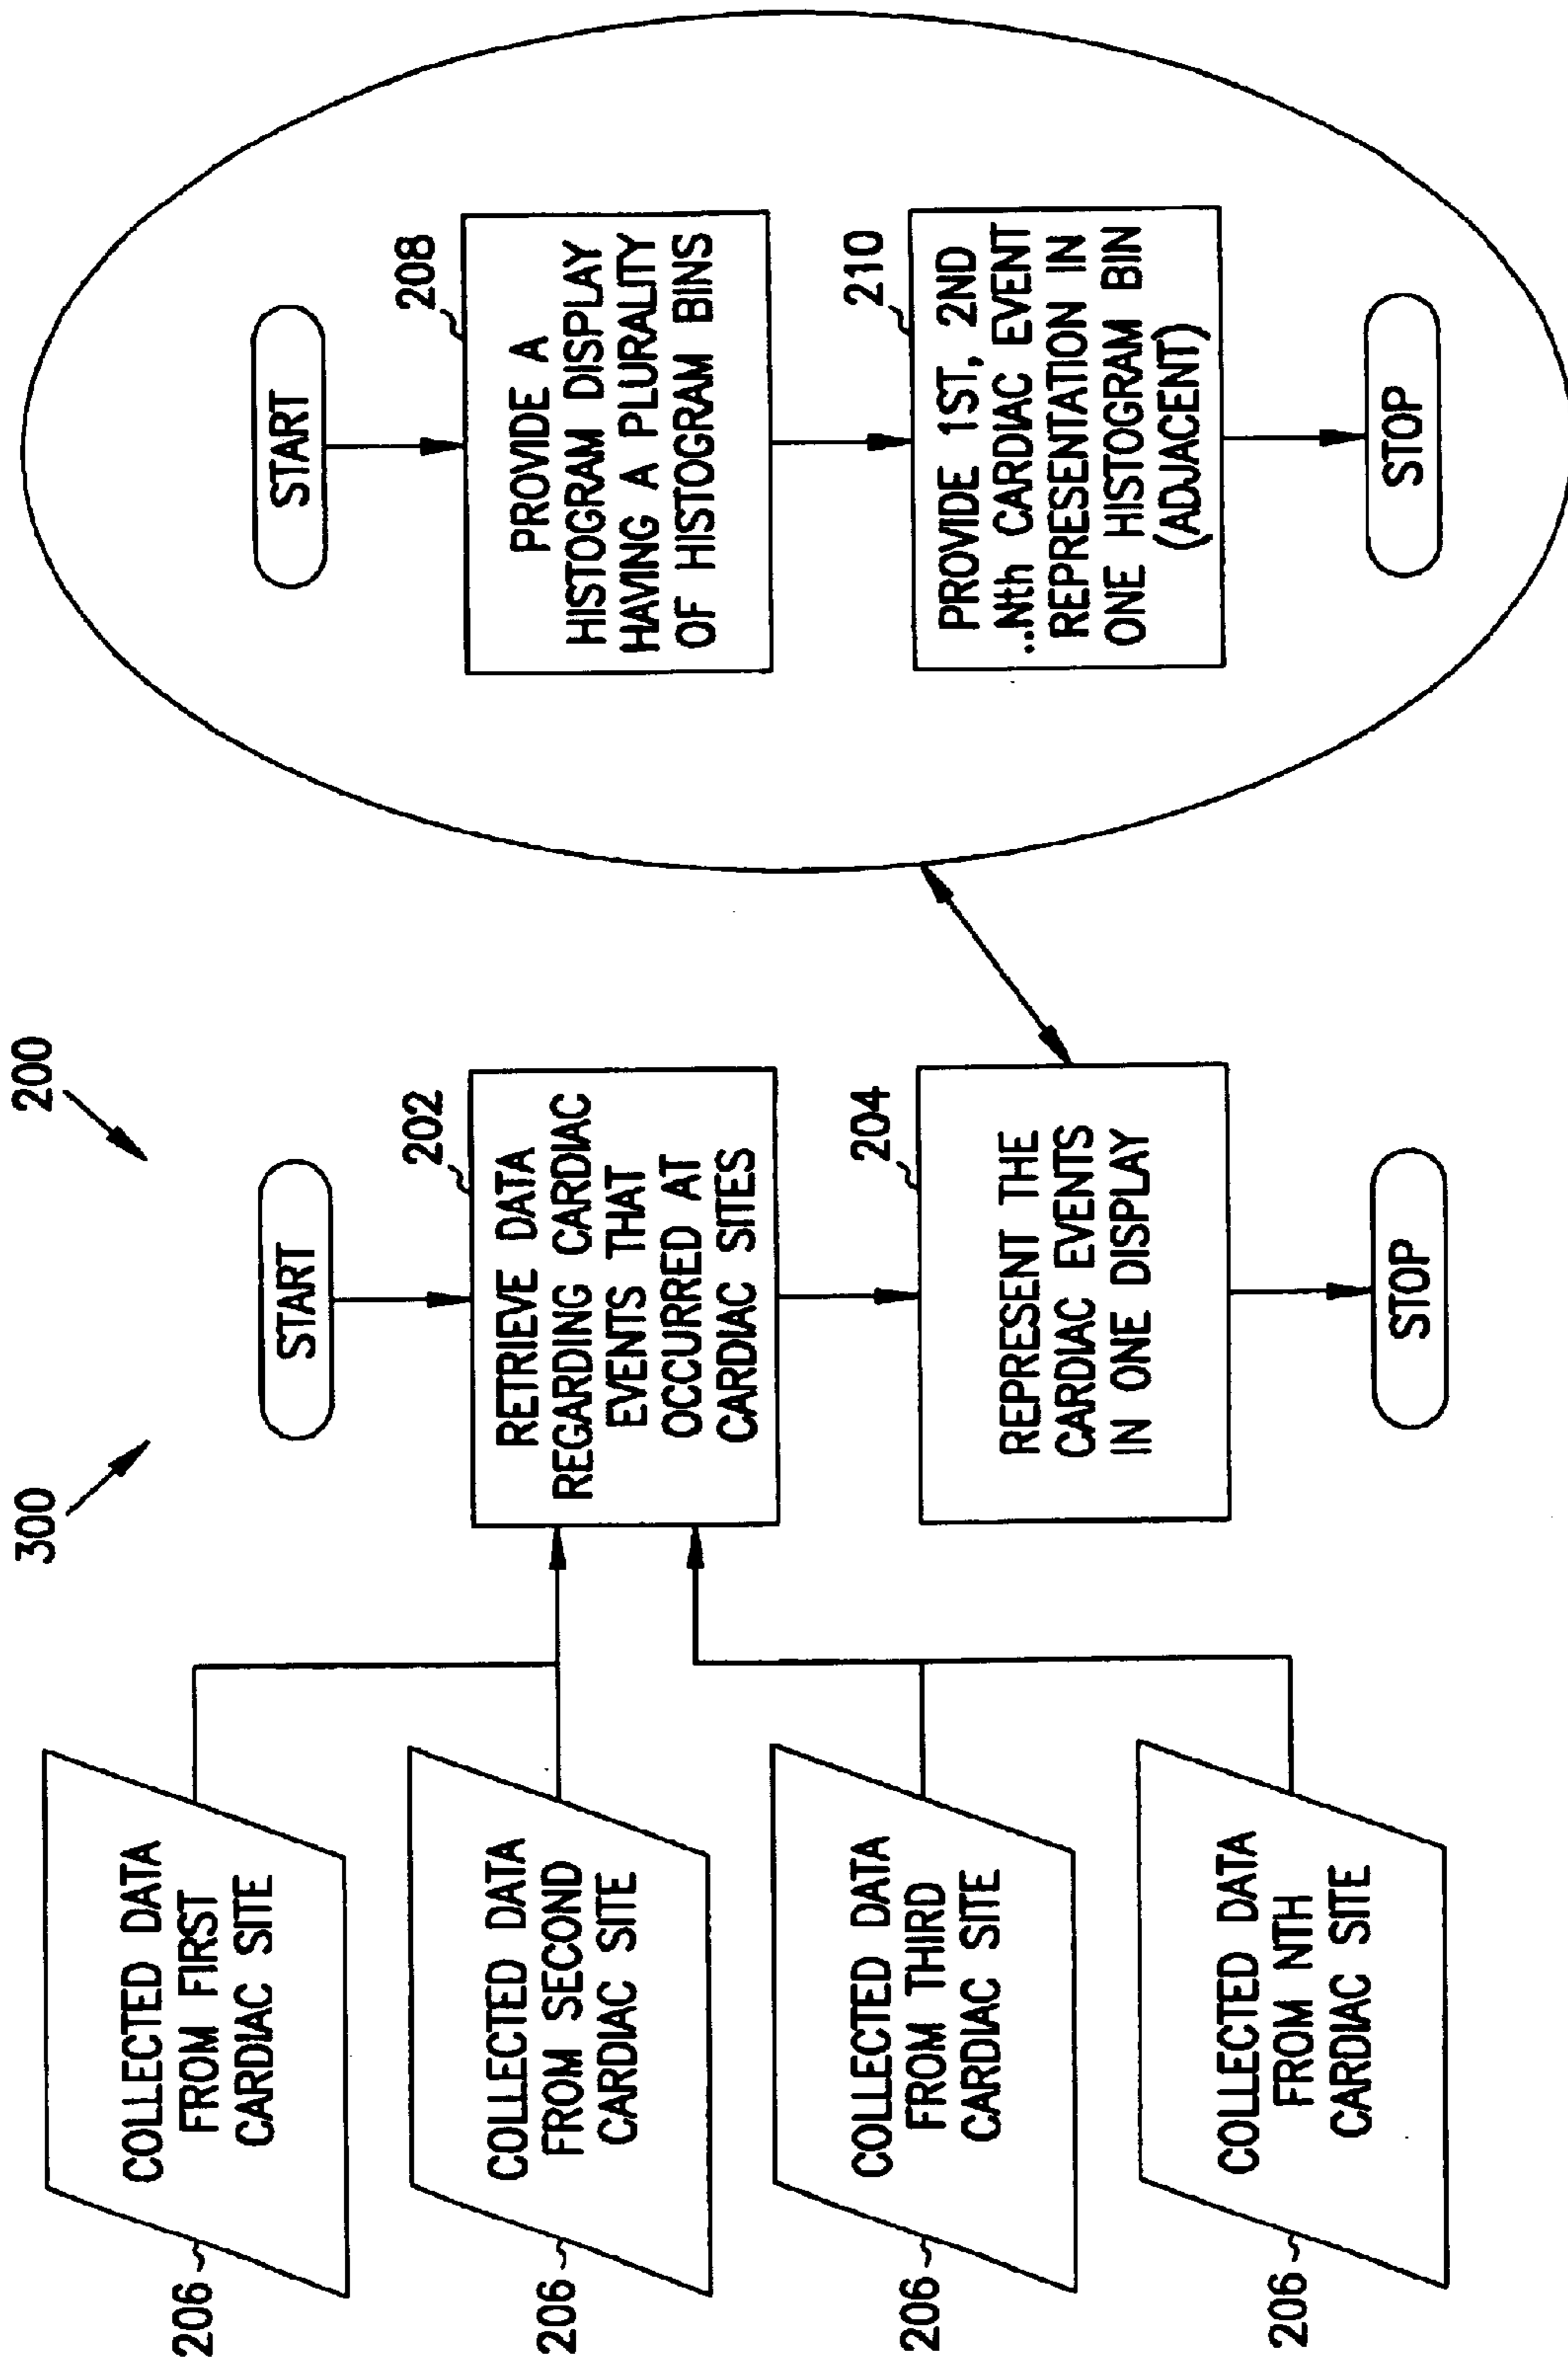 300
200
206
COLLECTED DATA
FROM FIRST
CARDIAC SITE
206
COLLECTED DATA
FROM SECOND
CARDIAC SITE
206
COLLECTED DATA
FROM THIRD
CARDIAC SITE
206
COLLECTED DATA
FROM NTH
CARDIAC SITE
START
202
RETRIEVE DATA
REGARDING CARDIAC
EVENTS THAT
OCCURRED AT
CARDIAC SITES
204
REPRESENT THE
CARDIAC EVENTS
IN ONE DISPLAY
STOP
START
208
PROVIDE A
HISTOGRAM DISPLAY
HAVING A PLURALITY
OF HISTOGRAM BINS
210
PROVIDE 1ST, 2ND
..Nth CARDIAC EVENT
REPRESENTATION IN
ONE HISTOGRAM BIN
(ADJACENT)
STOP